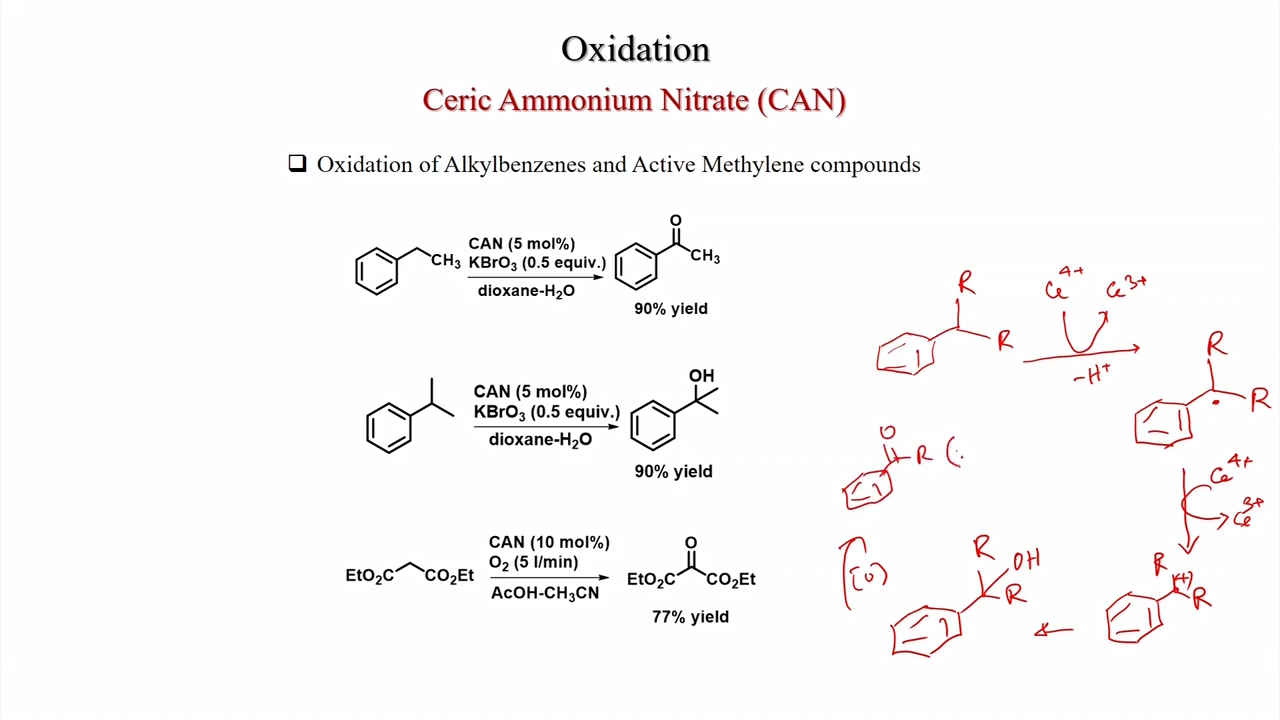 Oxidation
Ceric Ammonium Nitrate (CAN)
❑ Oxidation of Alkylbenzenes and Active Methylene compounds
CH₃
CAN (5 mol%)
KBrO₃ (0.5 equiv.)
dioxane-H₂O
O
CH₃
90% yield
CAN (5 mol%)
KBrO₃ (0.5 equiv.)
dioxane-H₂O
OH
90% yield
EtO₂C CO₂Et
CAN (10 mol%)
O₂ (5 l/min)
AcOH-CH₃CN
O
EtO₂C CO₂Et
77% yield
R
R
Ce⁴⁺ Ce³⁺
-H⁺
R
R
Ce⁴⁺
Ce³⁺
R
(+)
R
R
OH
R
[O]
O
R (